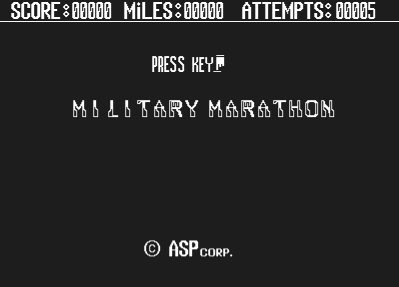 SCORE:00000 MiLES:00000 ATTEMPTS:00005
PRESS KEY
MILITARY MARATHON
© ASP CORP.